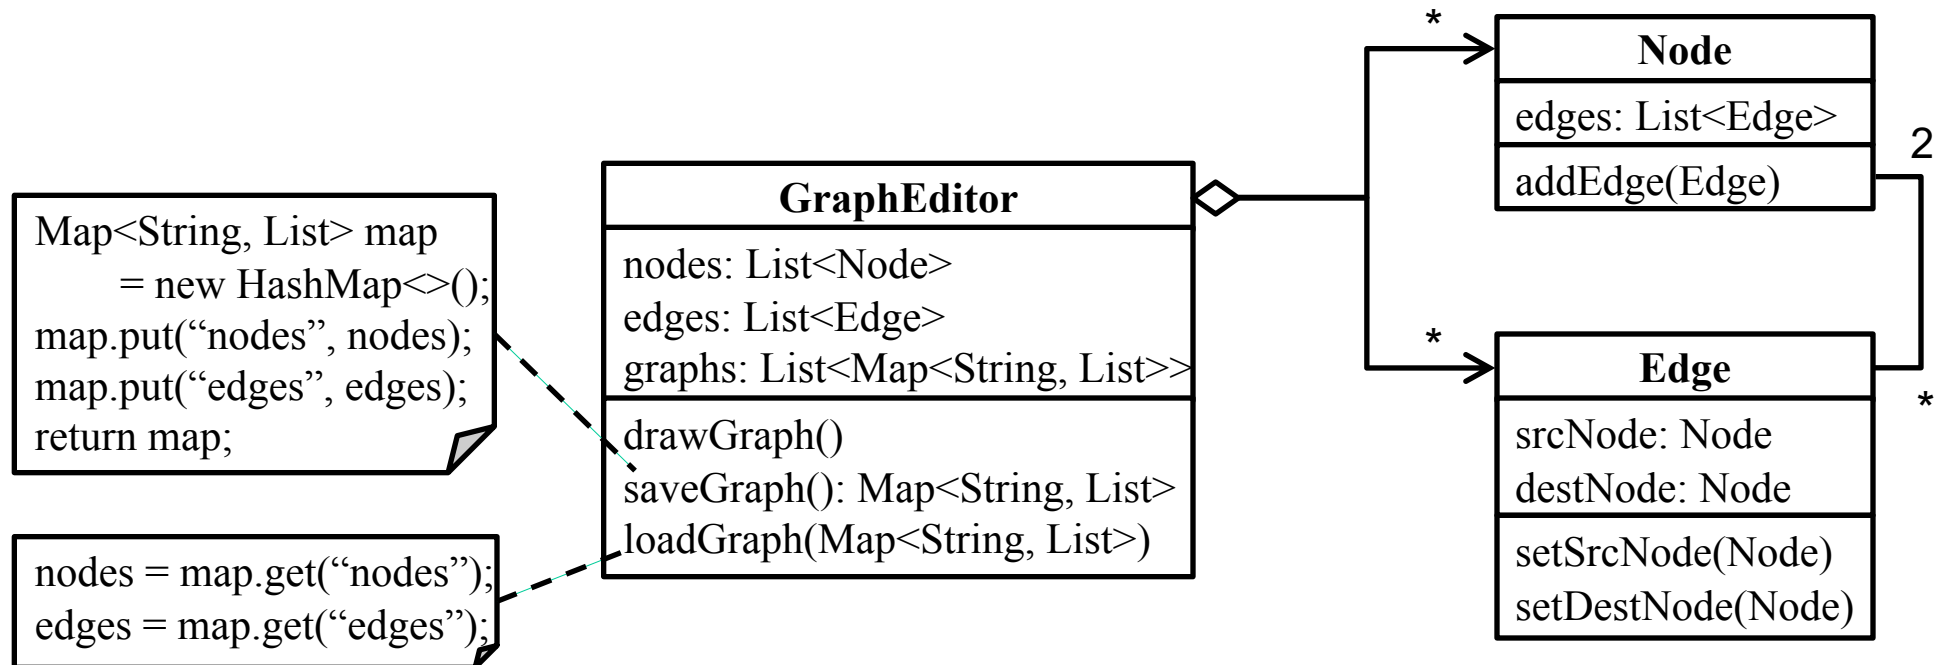 Map<String, List> map
= new HashMap<>();
map.put(“nodes”, nodes);
map.put(“edges”, edges);
return map;
nodes = map.get(“nodes”);
edges = map.get(“edges”);
GraphEditor
nodes: List<Node>
edges: List<Edge>
graphs: List<Map<String, List>>
drawGraph()
saveGraph(): Map<String, List>
loadGraph(Map<String, List>)
*
Node
edges: List<Edge>
addEdge(Edge)
2
*
Edge
srcNode: Node
destNode: Node
setSrcNode(Node)
setDestNode(Node)
*